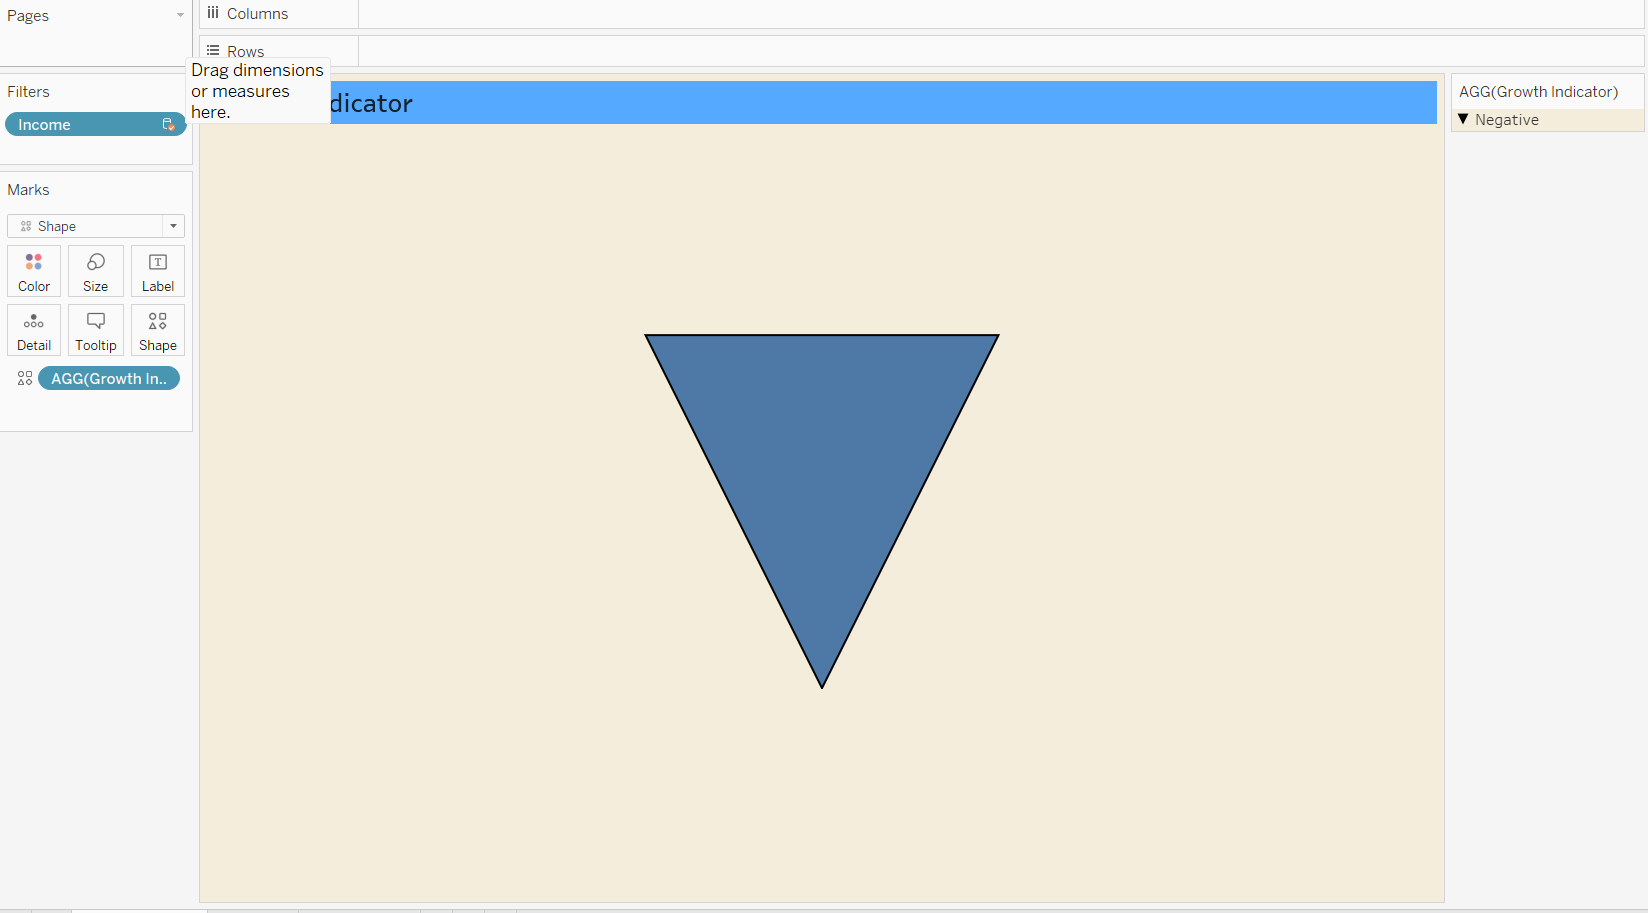 Pages
Columns
Rows
Drag dimensions
or measures
here.
Filters
Income
dicator
AGG(Growth Indicator)
Negative
Marks
Shape
Color
Size
T
Label
Detail
Tooltip
Shape
AGG(Growth In..